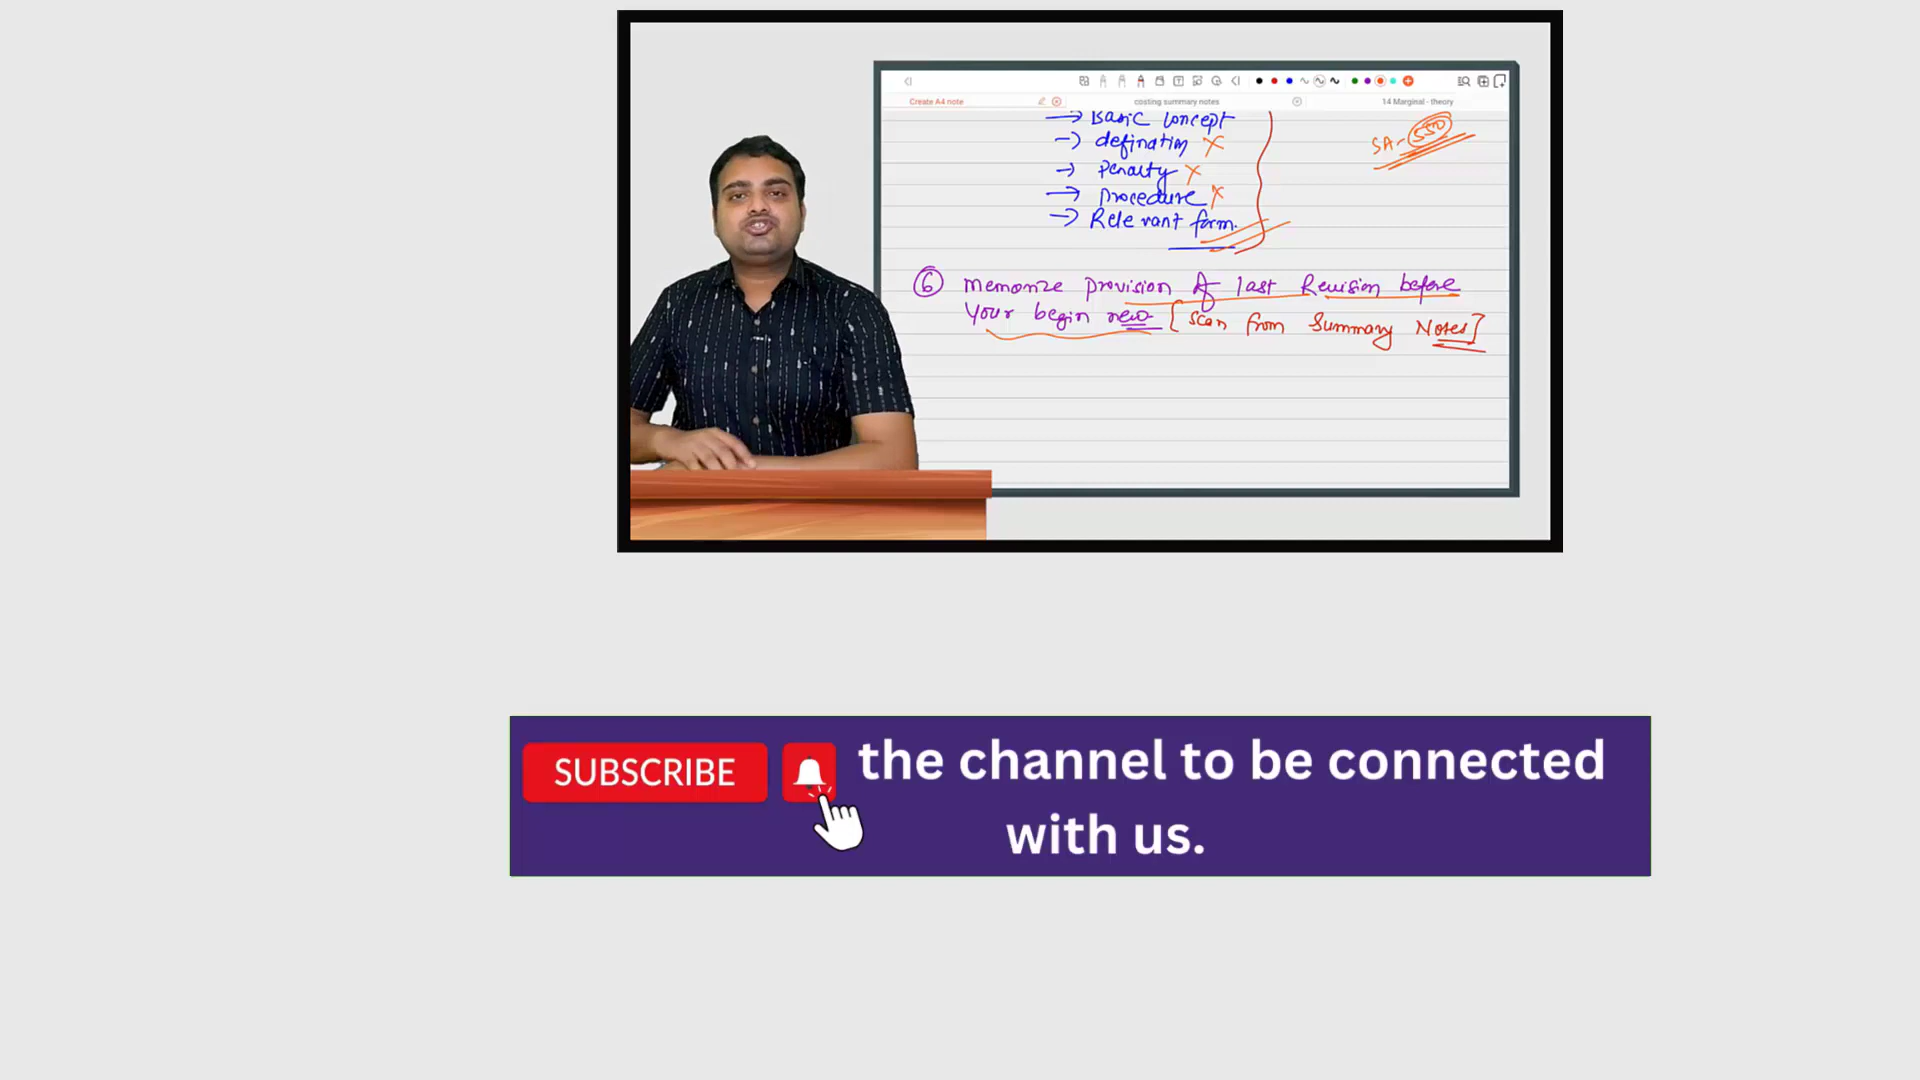 Create A4 note
costing summary notes
14 Marginal - theory
→ Basic concept
→ defination ×
→ Penalty ×
→ procedure ×
→ Relevant form.
SA - 550
⑥ memorize provision of last Revision before
your begin new [scan from Summary Notes]
SUBSCRIBE the channel to be connected
with us.